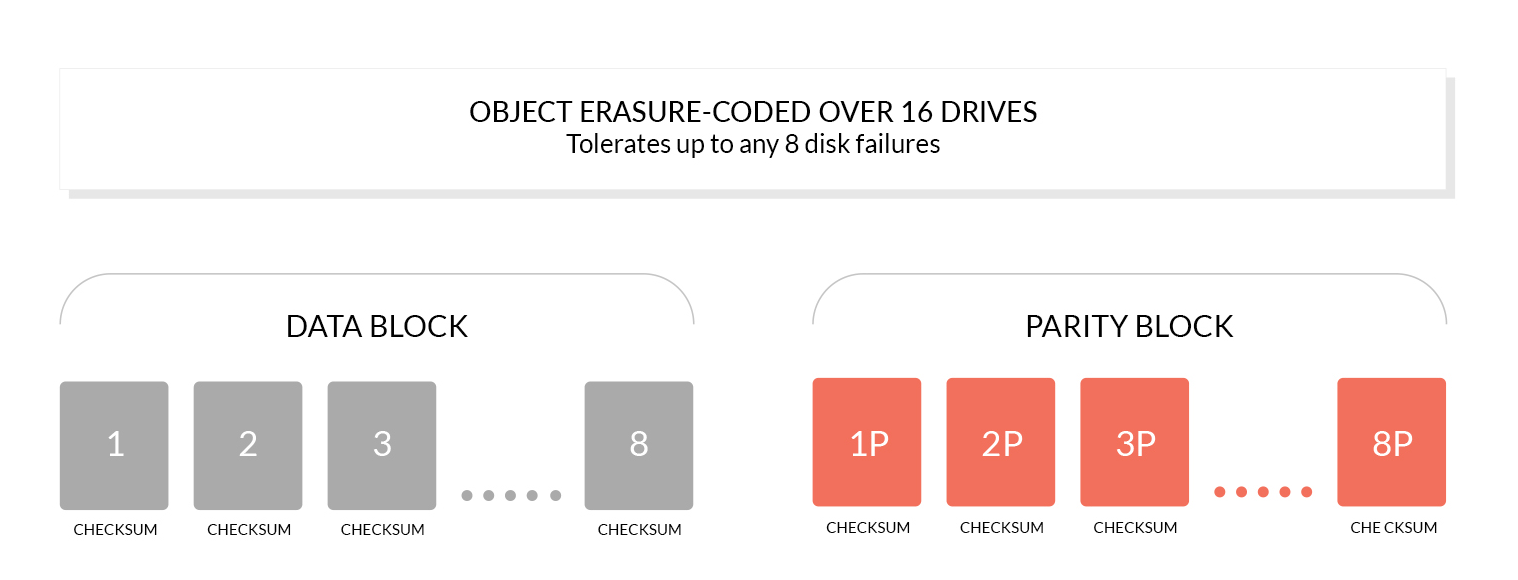 OBJECT ERASURE-CODED OVER 16 DRIVES
Tolerates up to any 8 disk failures
DATA BLOCK
1 2 3 8
CHECKSUM CHECKSUM CHECKSUM CHECKSUM
PARITY BLOCK
1P 2P 3P 8P
CHECKSUM CHECKSUM CHECKSUM CHE CKSUM